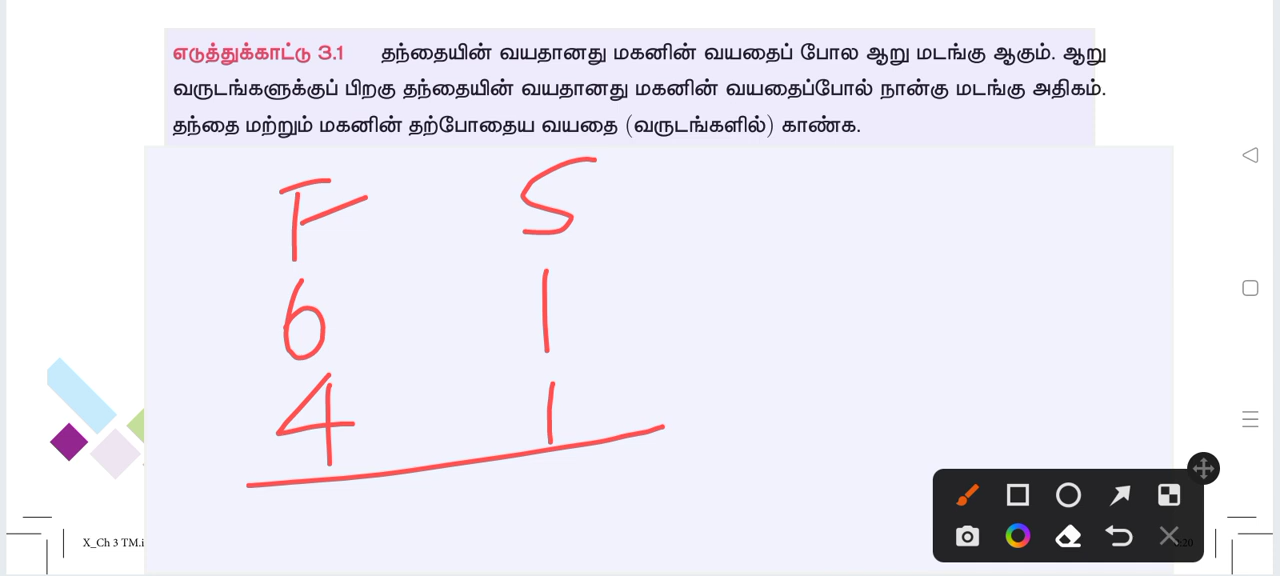 எடுத்துக்காட்டு 3.1 தந்தையின் வயதானது மகனின் வயதைப் போல ஆறு மடங்கு ஆகும். ஆறு
வருடங்களுக்குப் பிறகு தந்தையின் வயதானது மகனின் வயதைப்போல் நான்கு மடங்கு அதிகம்.
தந்தை மற்றும் மகனின் தற்போதைய வயதை (வருடங்களில்) காண்க.
F S
6 1
4 1
X_Ch 3 TM.i